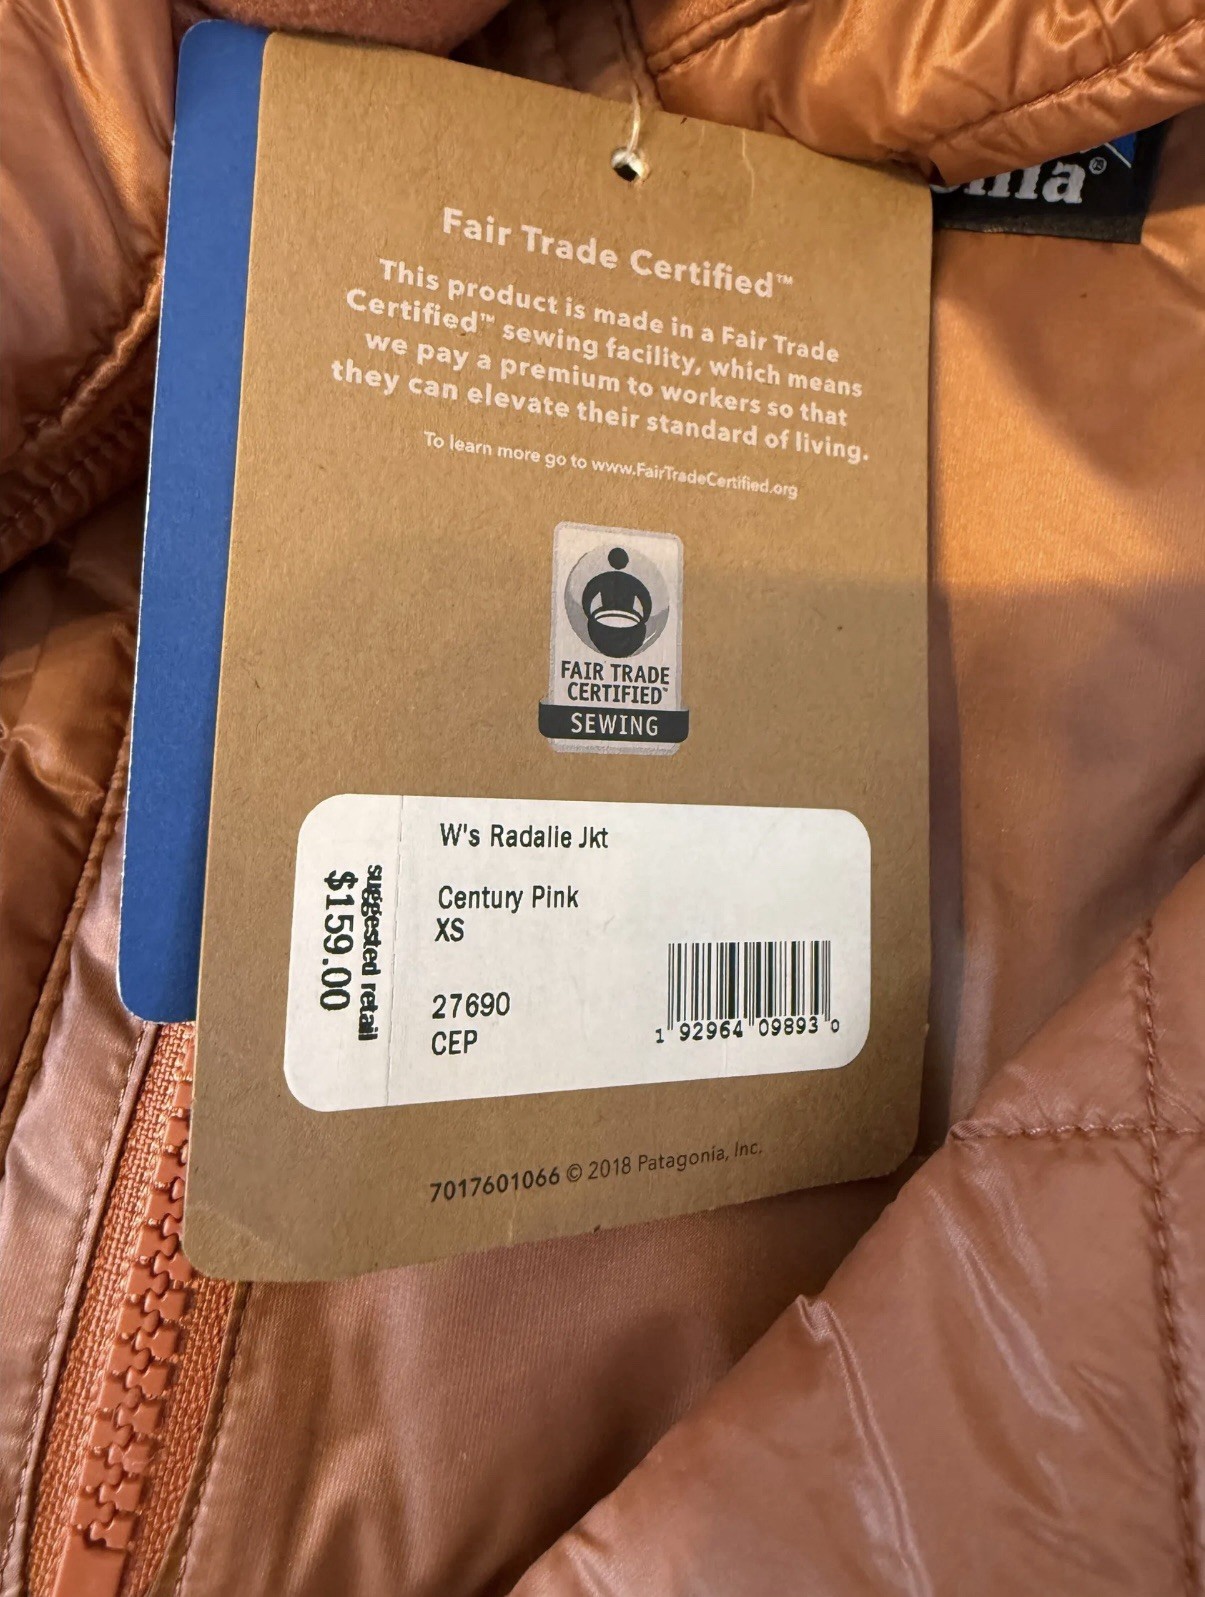 Fair Trade Certified™
This product is made in a Fair Trade
Certified™ sewing facility, which means
we pay a premium to workers so that
they can elevate their standard of living.
To learn more go to www.FairTradeCertified.org
FAIR TRADE
CERTIFIED™
SEWING
W's Radalie Jkt
Century Pink
XS
27690
CEP
suggested retail
$159.00
1 92964 09893 0
7017601066 © 2018 Patagonia, Inc.